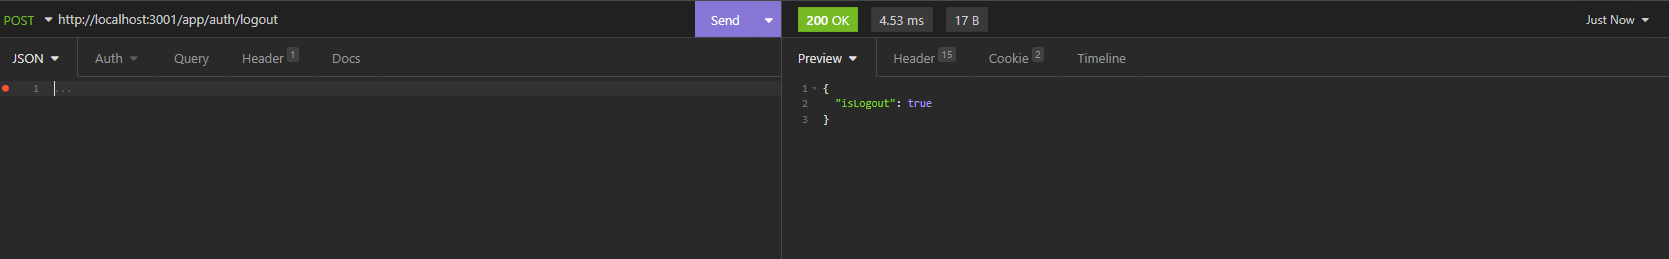 POST http://localhost:3001/app/auth/logout Send 200 OK 4.53 ms 17 B Just Now
JSON Auth Query Header 1 Docs Preview Header 15 Cookie 2 Timeline
1 ...
1 {
2 "isLogout": true
3 }